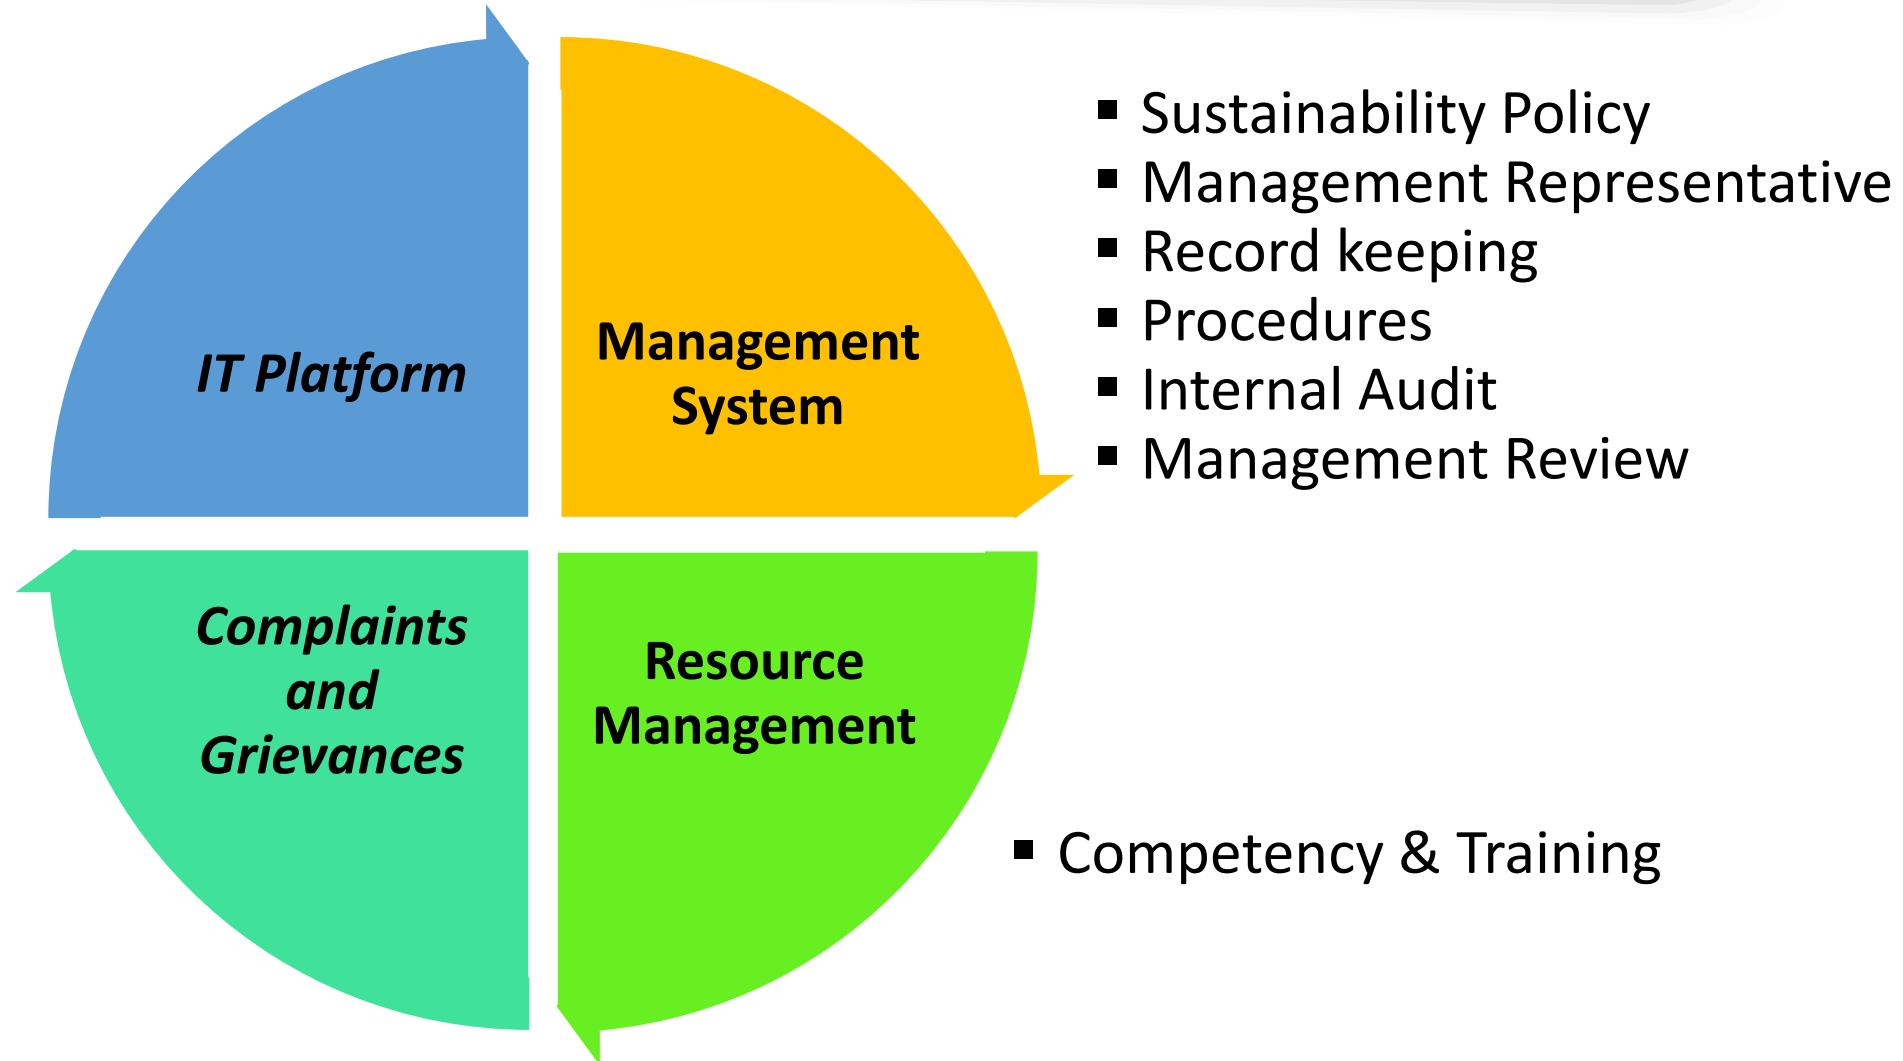 IT Platform
Management
System
▪ Sustainability Policy
▪ Management Representative
▪ Record keeping
▪ Procedures
▪ Internal Audit
▪ Management Review
Complaints
and
Grievances
Resource
Management
▪ Competency & Training